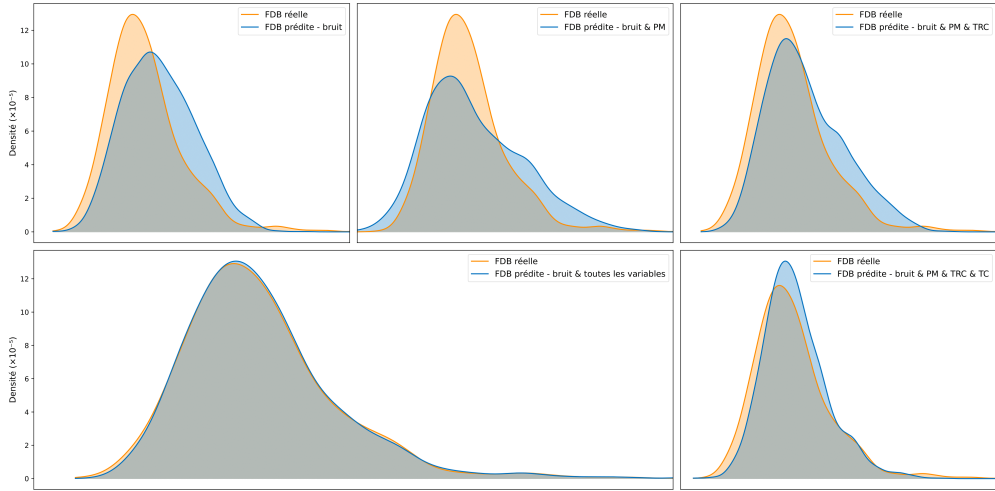 FDB réelle
FDB prédite - bruit
FDB réelle
FDB prédite - bruit & PM
FDB réelle
FDB prédite - bruit & PM & TRC
Densité (×10⁻⁵)
12
10
8
6
4
2
0
FDB réelle
FDB prédite - bruit & toutes les variables
FDB réelle
FDB prédite - bruit & PM & TRC & TC
Densité (×10⁻⁵)
12
10
8
6
4
2
0